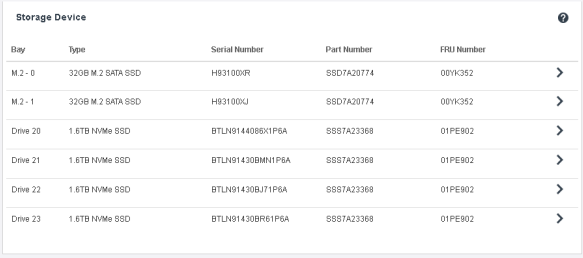 Storage Device
Bay Type Serial Number Part Number FRU Number
M.2 - 0 32GB M.2 SATA SSD H93100XR SSD7A20774 00YK352
M.2 - 1 32GB M.2 SATA SSD H93100XJ SSD7A20774 00YK352
Drive 20 1.6TB NVMe SSD BTLN9144086X1P6A SSS7A23368 01PE902
Drive 21 1.6TB NVMe SSD BTLN91430BMN1P6A SSS7A23368 01PE902
Drive 22 1.6TB NVMe SSD BTLN91430BJ71P6A SSS7A23368 01PE902
Drive 23 1.6TB NVMe SSD BTLN91430BR61P6A SSS7A23368 01PE902